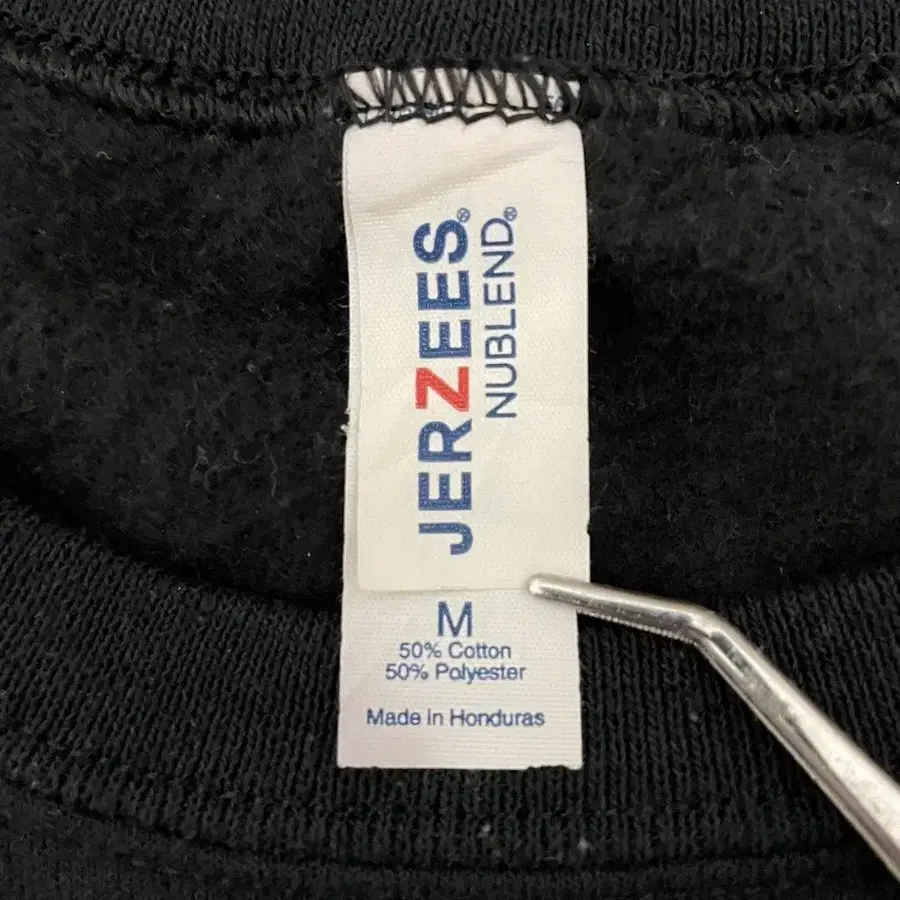 JERZEES®
NUBLEND®
M
50% Cotton
50% Polyester
Made in Honduras